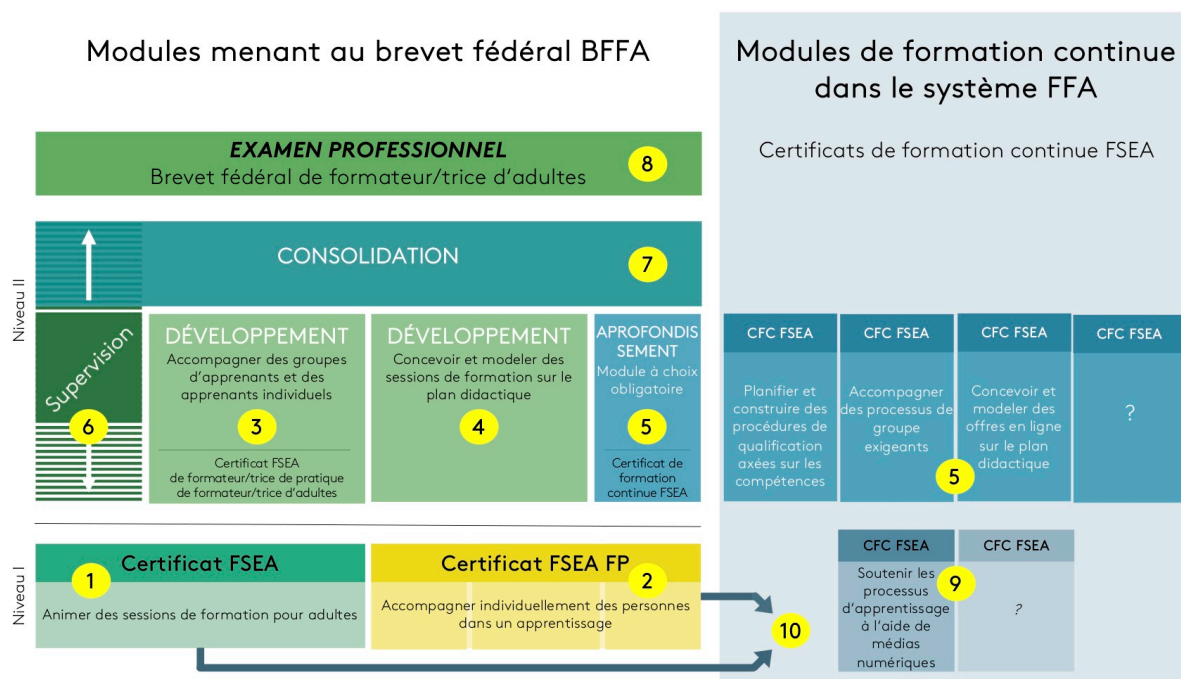 Modules menant au brevet fédéral BFFA
EXAMEN PROFESSIONNEL
Brevet fédéral de formateur/trice d'adultes
8
Niveau II
CONSOLIDATION
7
Supervision
6
DÉVELOPPEMENT
Accompagner des groupes
d'apprenants et des
apprenants individuels
3
Certificat FSEA
de formateur/trice de pratique
de formateur/trice d'adultes
DÉVELOPPEMENT
Concevoir et modeler des
sessions de formation sur le
plan didactique
4
APROFONDIS
SEMENT
Module à choix
obligatoire
5
Certificat de
formation
continue FSEA
Niveau I
Certificat FSEA
1
Animer des sessions de formation pour adultes
Certificat FSEA FP
2
Accompagner individuellement des personnes
dans un apprentissage
Modules de formation continue
dans le système FFA
Certificats de formation continue FSEA
CFC FSEA
Planifier et
construire des
procédures de
qualification
axées sur les
compétences
CFC FSEA
Accompagner
des processus de
groupe
exigeants
CFC FSEA
Concevoir et
modeler des
offres en ligne
sur le plan
didactique
5
CFC FSEA
?
10
CFC FSEA
Soutenir les
processus
d'apprentissage
à l'aide de
médias
numériques
9
CFC FSEA
?